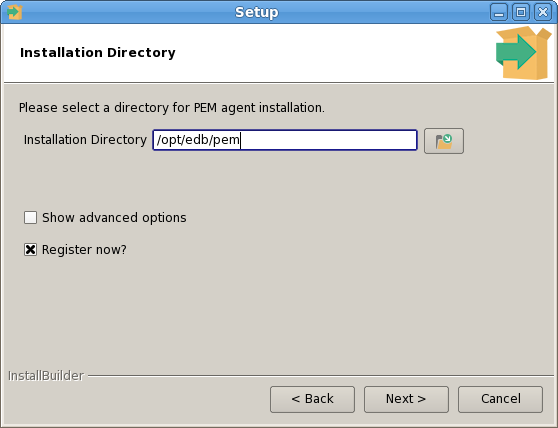 Setup
Installation Directory
Please select a directory for PEM agent installation.
Installation Directory /opt/edb/pem
Show advanced options
Register now?
InstallBuilder
< Back Next > Cancel